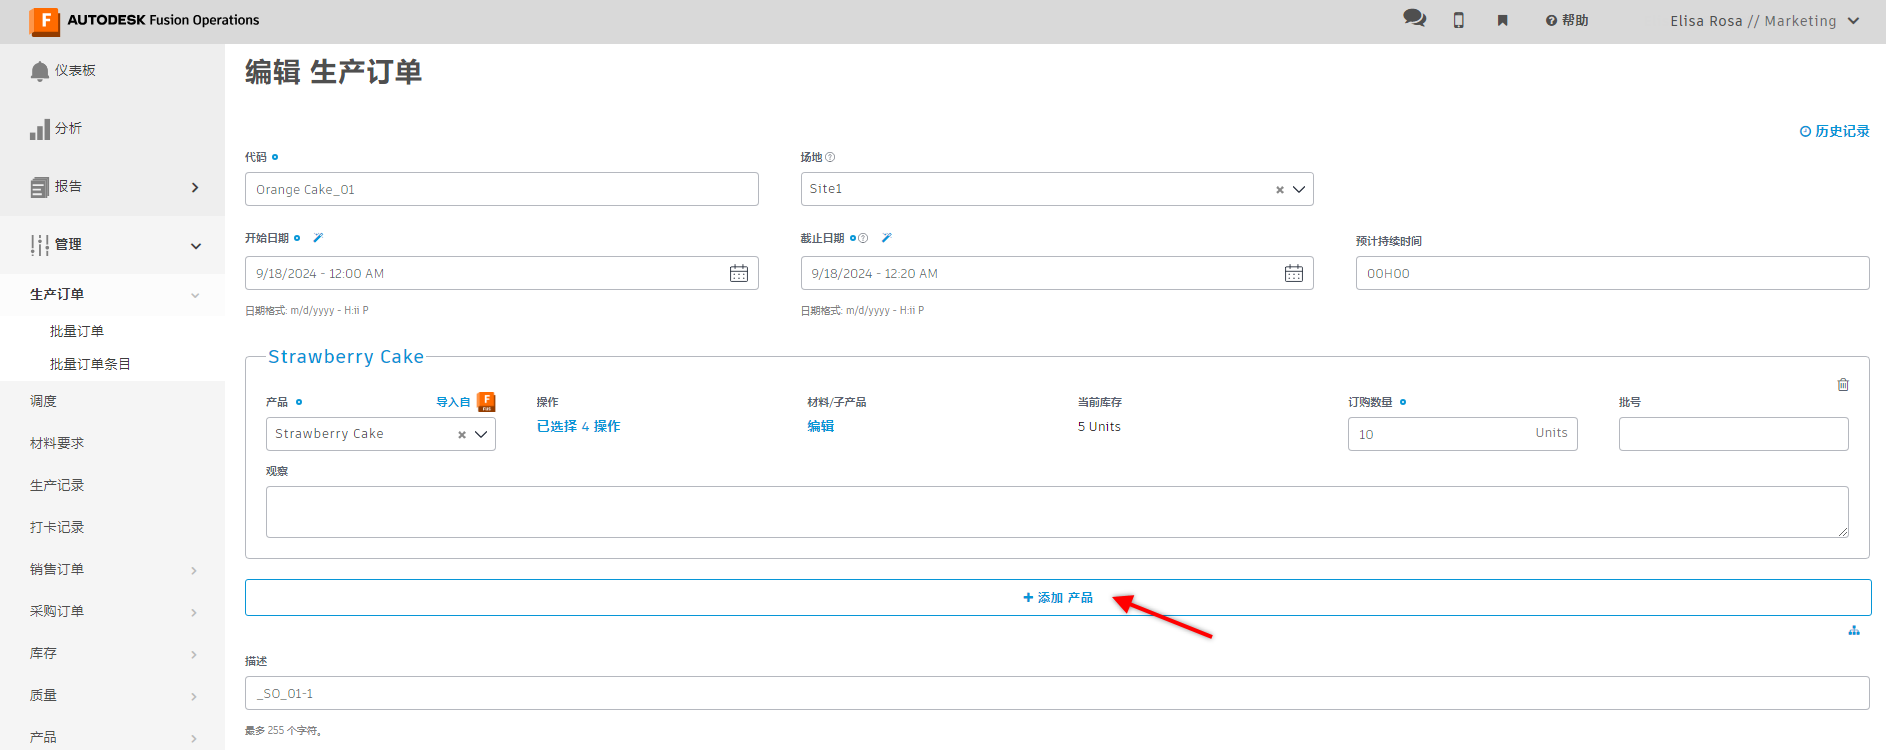 AUTODESK Fusion Operations
帮助
Elisa Rosa // Marketing
仪表板
分析
报告
管理
生产订单
批量订单
批量订单条目
调度
材料要求
生产记录
打卡记录
销售订单
采购订单
库存
质量
产品
编辑 生产订单
历史记录
代码
Orange Cake_01
场地
Site1
开始日期
9/18/2024 - 12:00 AM
日期格式: m/d/yyyy - H:ii P
截止日期
9/18/2024 - 12:20 AM
日期格式: m/d/yyyy - H:ii P
预计持续时间
00H00
Strawberry Cake
产品
导入自
Strawberry Cake
操作
已选择 4 操作
材料/子产品
编辑
当前库存
5 Units
订购数量
10 Units
批号
观察
+ 添加 产品
描述
_SO_01-1
最多 255 个字符。